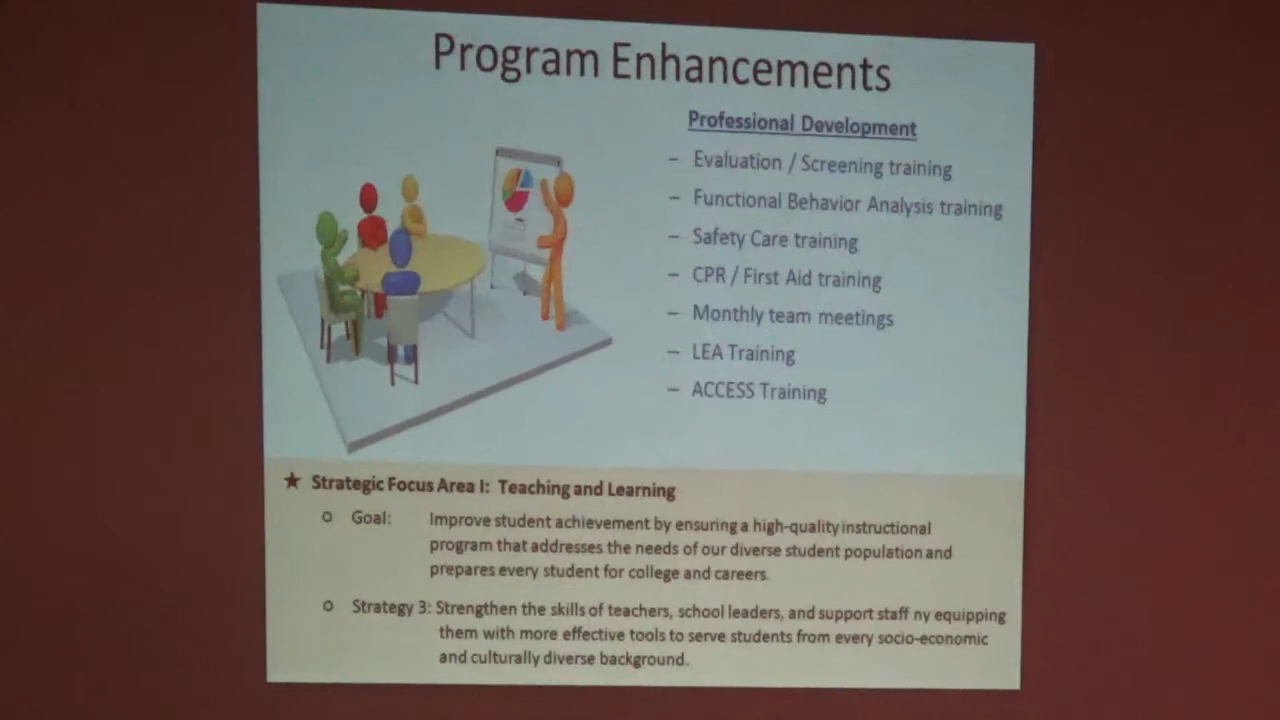 Program Enhancements
Professional Development
– Evaluation / Screening training
– Functional Behavior Analysis training
– Safety Care training
– CPR / First Aid training
– Monthly team meetings
– LEA Training
– ACCESS Training
★ Strategic Focus Area I: Teaching and Learning
o Goal: Improve student achievement by ensuring a high-quality instructional
program that addresses the needs of our diverse student population and
prepares every student for college and careers.
o Strategy 3: Strengthen the skills of teachers, school leaders, and support staff ny equipping
them with more effective tools to serve students from every socio-economic
and culturally diverse background.